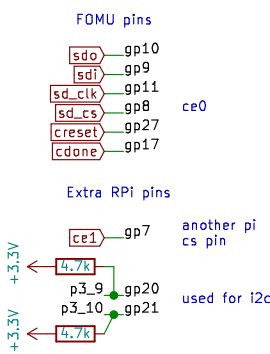 FOMU pins
sdo gp10
sdi gp9
sd_clk gp11
sd_cs gp8 ce0
creset gp27
cdone gp17
Extra RPi pins
another pi
ce1 gp7 cs pin
+3.3V 4.7k
p3_9 gp20
used for i2c
p3_10 gp21
+3.3V 4.7k